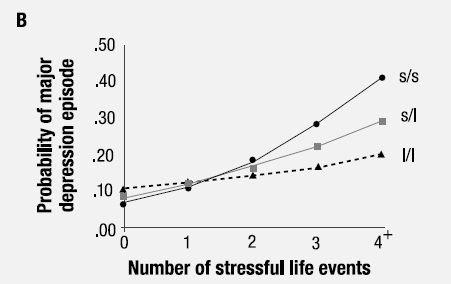 B
Probability of major
depression episode
.50
.40
.30
.20
.10
.00
0 1 2 3 4+
Number of stressful life events
s/s
s/l
l/l